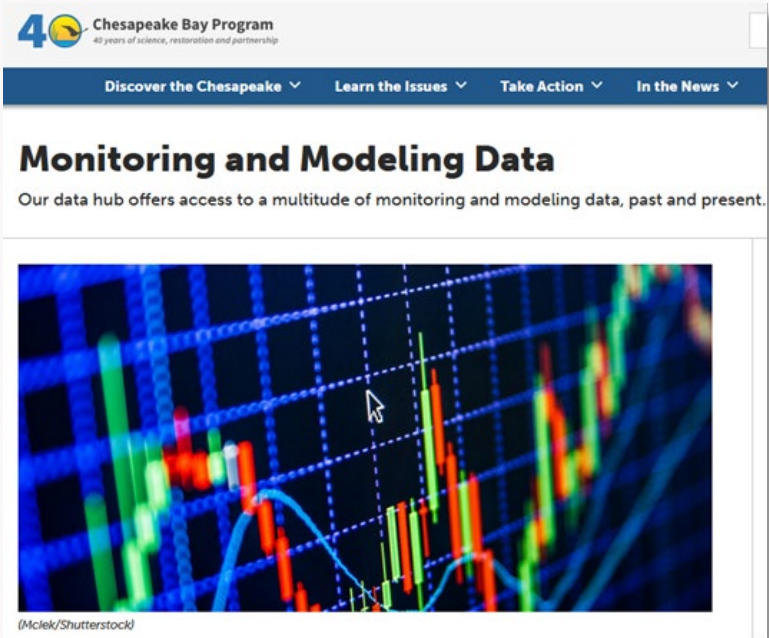 40
Chesapeake Bay Program
40 years of science, restoration and partnership
Discover the Chesapeake Learn the Issues Take Action In the News
Monitoring and Modeling Data
Our data hub offers access to a multitude of monitoring and modeling data, past and present.
(McIek/Shutterstock)